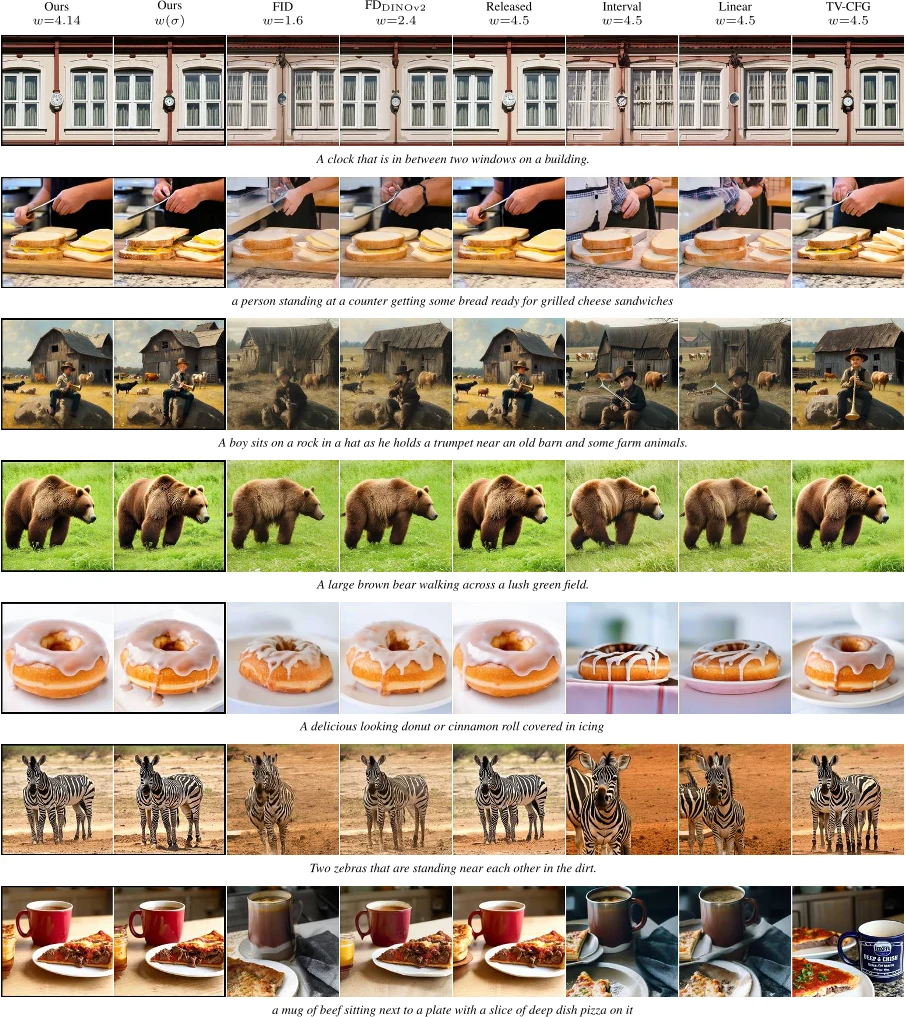 Ours Ours FID FD_DINOv2 Released Interval Linear TV-CFG
w=4.14 w(σ) w=1.6 w=2.4 w=4.5 w=4.5 w=4.5 w=4.5
A clock that is in between two windows on a building.
a person standing at a counter getting some bread ready for grilled cheese sandwiches
A boy sits on a rock in a hat as he holds a trumpet near an old barn and some farm animals.
A large brown bear walking across a lush green field.
A delicious looking donut or cinnamon roll covered in icing
Two zebras that are standing near each other in the dirt.
DEEP & CRISH
a mug of beef sitting next to a plate with a slice of deep dish pizza on it